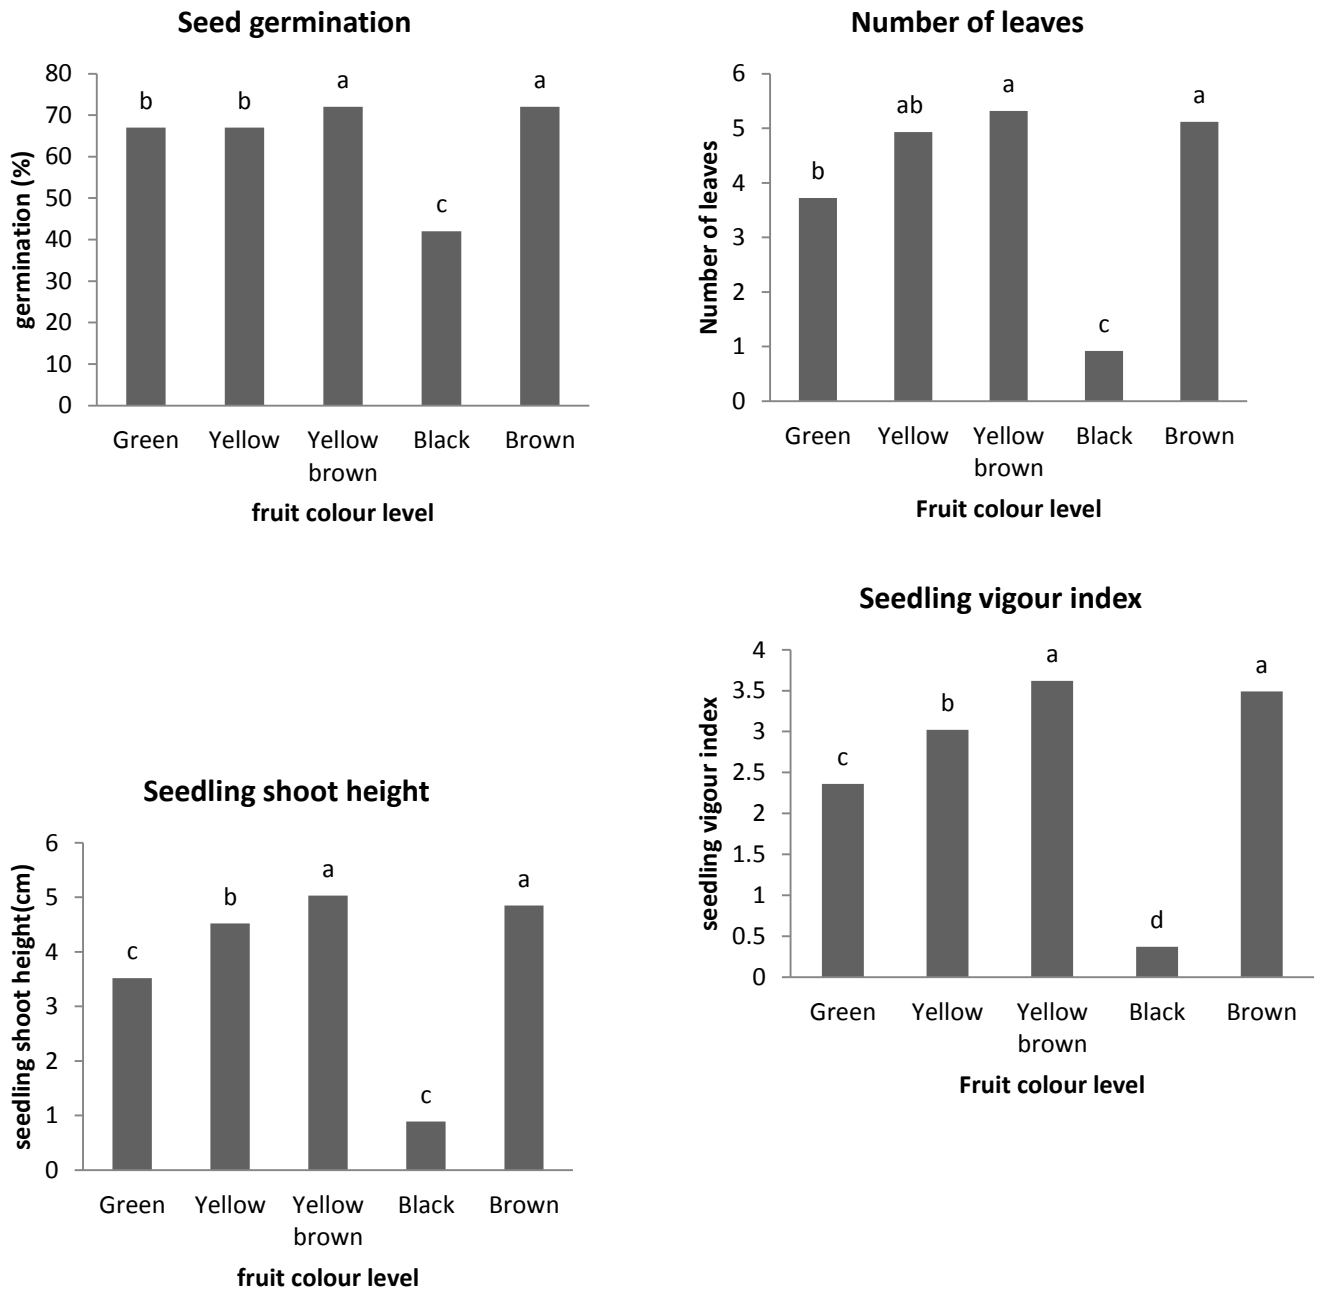 Seed germination
80
70
60
50
40
30
20
10
0
germination (%)
b
b
a
c
a
Green Yellow Yellow Black Brown
brown
fruit colour level
Number of leaves
6
5
4
3
2
1
0
Number of leaves
b
ab
a
c
a
Green Yellow Yellow Black Brown
brown
Fruit colour level
Seedling shoot height
6
5
4
3
2
1
0
seedling shoot height(cm)
c
b
a
c
a
Green Yellow Yellow Black Brown
brown
fruit colour level
Seedling vigour index
4
3.5
3
2.5
2
1.5
1
0.5
0
seedling vigour index
c
b
a
d
a
Green Yellow Yellow Black Brown
brown
Fruit colour level